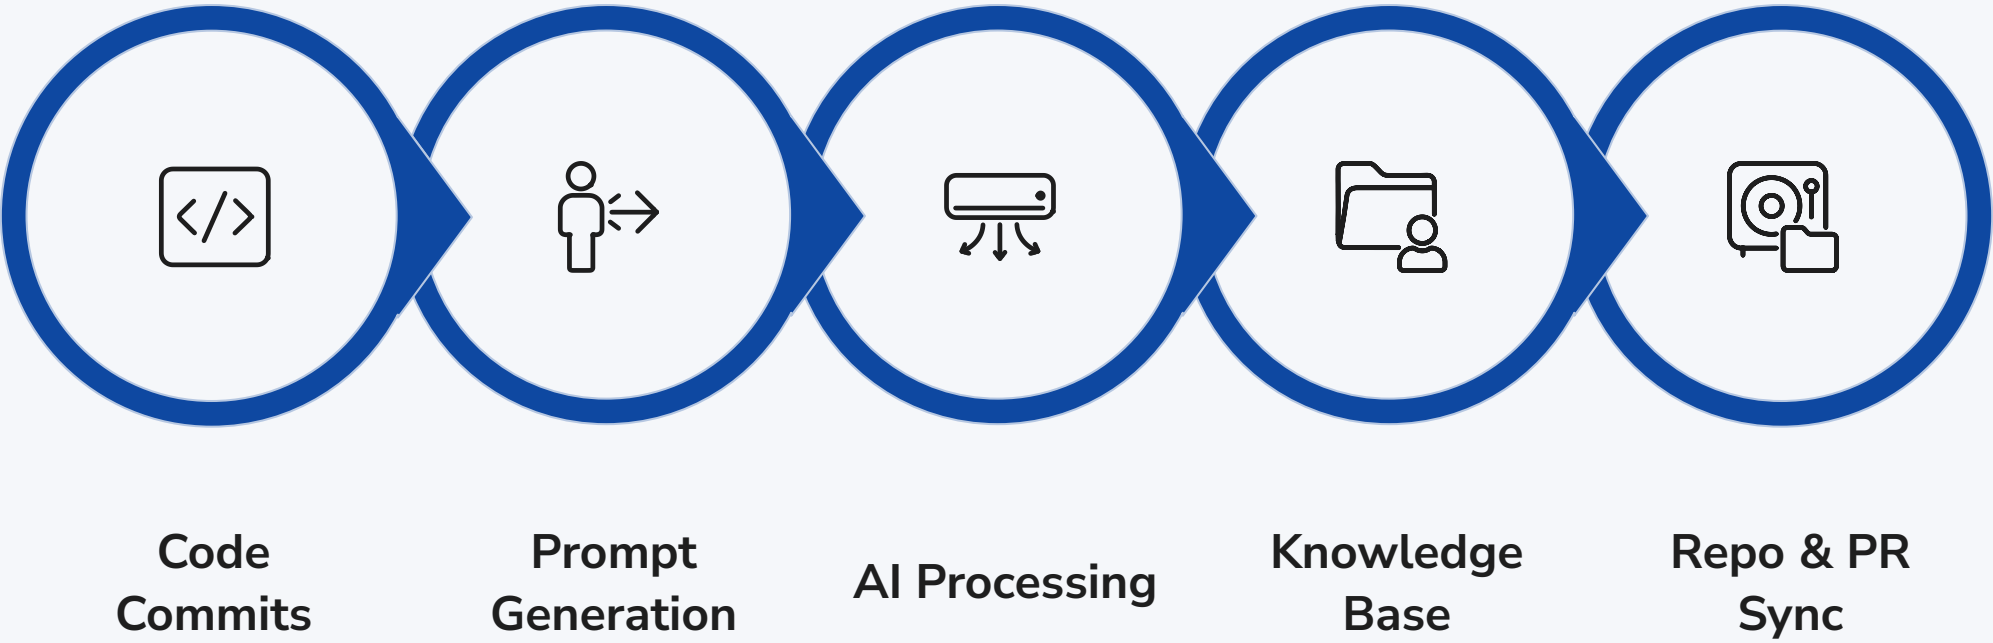 Code
Commits
Prompt
Generation
AI Processing
Knowledge
Base
Repo & PR
Sync